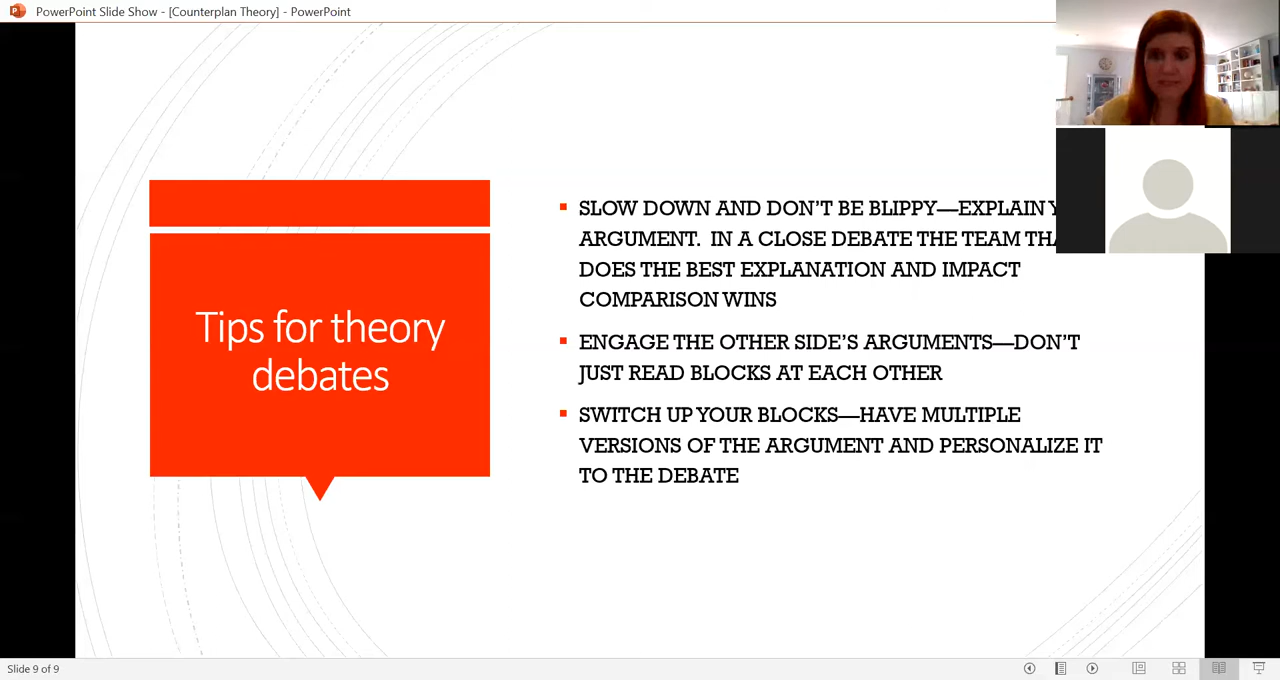 PowerPoint Slide Show - [Counterplan Theory] - PowerPoint
Tips for theory
debates
SLOW DOWN AND DON'T BE BLIPPY—EXPLAIN
ARGUMENT. IN A CLOSE DEBATE THE TEAM
DOES THE BEST EXPLANATION AND IMPACT
COMPARISON WINS
ENGAGE THE OTHER SIDE'S ARGUMENTS—DON'T
JUST READ BLOCKS AT EACH OTHER
SWITCH UP YOUR BLOCKS—HAVE MULTIPLE
VERSIONS OF THE ARGUMENT AND PERSONALIZE IT
TO THE DEBATE
Slide 9 of 9